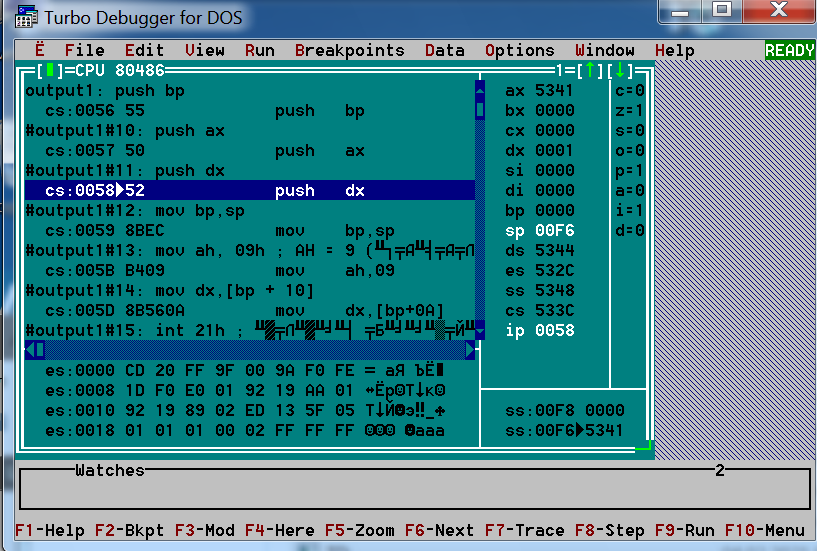 Turbo Debugger for DOS
Ë File Edit View Run Breakpoints Data Options Window Help READY
[■]=CPU 80486 1=[↑][↓]
output1: push bp
cs:0056 55 push bp
#output1#10: push ax
cs:0057 50 push ax
#output1#11: push dx
cs:0058►52 push dx
#output1#12: mov bp,sp
cs:0059 8BEC mov bp,sp
#output1#13: mov ah, 09h ; AH = 9 (
cs:005B B409 mov ah,09
#output1#14: mov dx,[bp + 10]
cs:005D 8B560A mov dx,[bp+0A]
#output1#15: int 21h ;
ax 5341 c=0
bx 0000 z=1
cx 0000 s=0
dx 0001 o=0
si 0000 p=1
di 0000 a=0
bp 0000 i=1
sp 00F6 d=0
ds 5344
es 532C
ss 5348
cs 533C
ip 0058
es:0000 CD 20 FF 9F 00 9A F0 FE = аЯ ЪЁ■
es:0008 1D F0 E0 01 92 19 AA 01 ↔Ёр☺Т↓к☺
es:0010 92 19 89 02 ED 13 5F 05 Т↓Й☻э‼_♣
es:0018 01 01 01 00 02 FF FF FF ☺☺☺ ☻ааа
ss:00F8 0000
ss:00F6►5341
Watches 2
F1-Help F2-Bkpt F3-Mod F4-Here F5-Zoom F6-Next F7-Trace F8-Step F9-Run F10-Menu